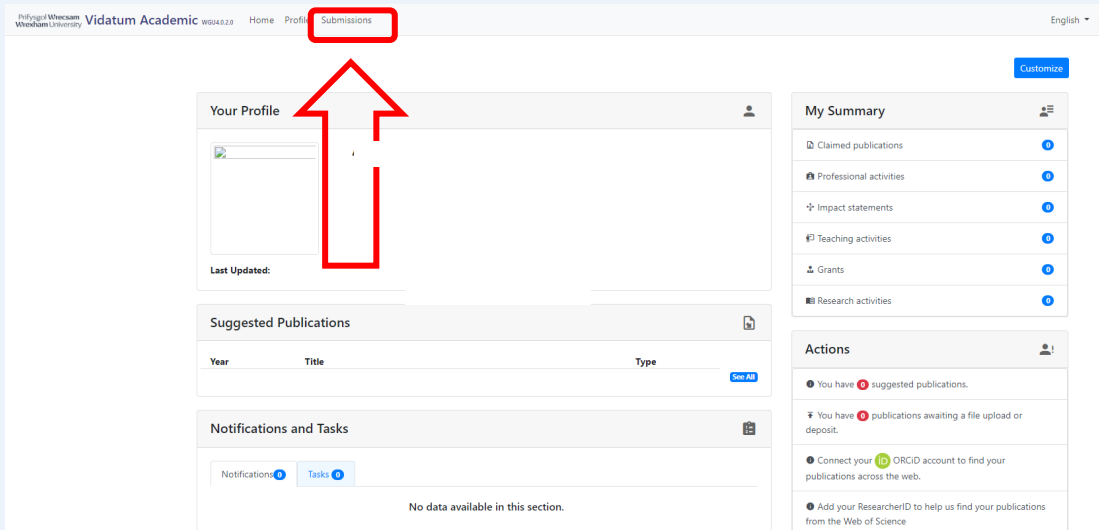 Prifysgol Wrecsam
Wrexham University
Vidatum Academic WGU4.0.2.0 Home Profile Submissions English
Customize
Your Profile
Last Updated:
Suggested Publications
Year Title Type
See All
Notifications and Tasks
Notifications 0 Tasks 0
No data available in this section.
My Summary
Claimed publications 0
Professional activities 0
Impact statements 0
Teaching activities 0
Grants 0
Research activities 0
Actions
You have 0 suggested publications.
You have 0 publications awaiting a file upload or
deposit.
Connect your iD ORCiD account to find your
publications across the web.
Add your ResearcherID to help us find your publications
from the Web of Science